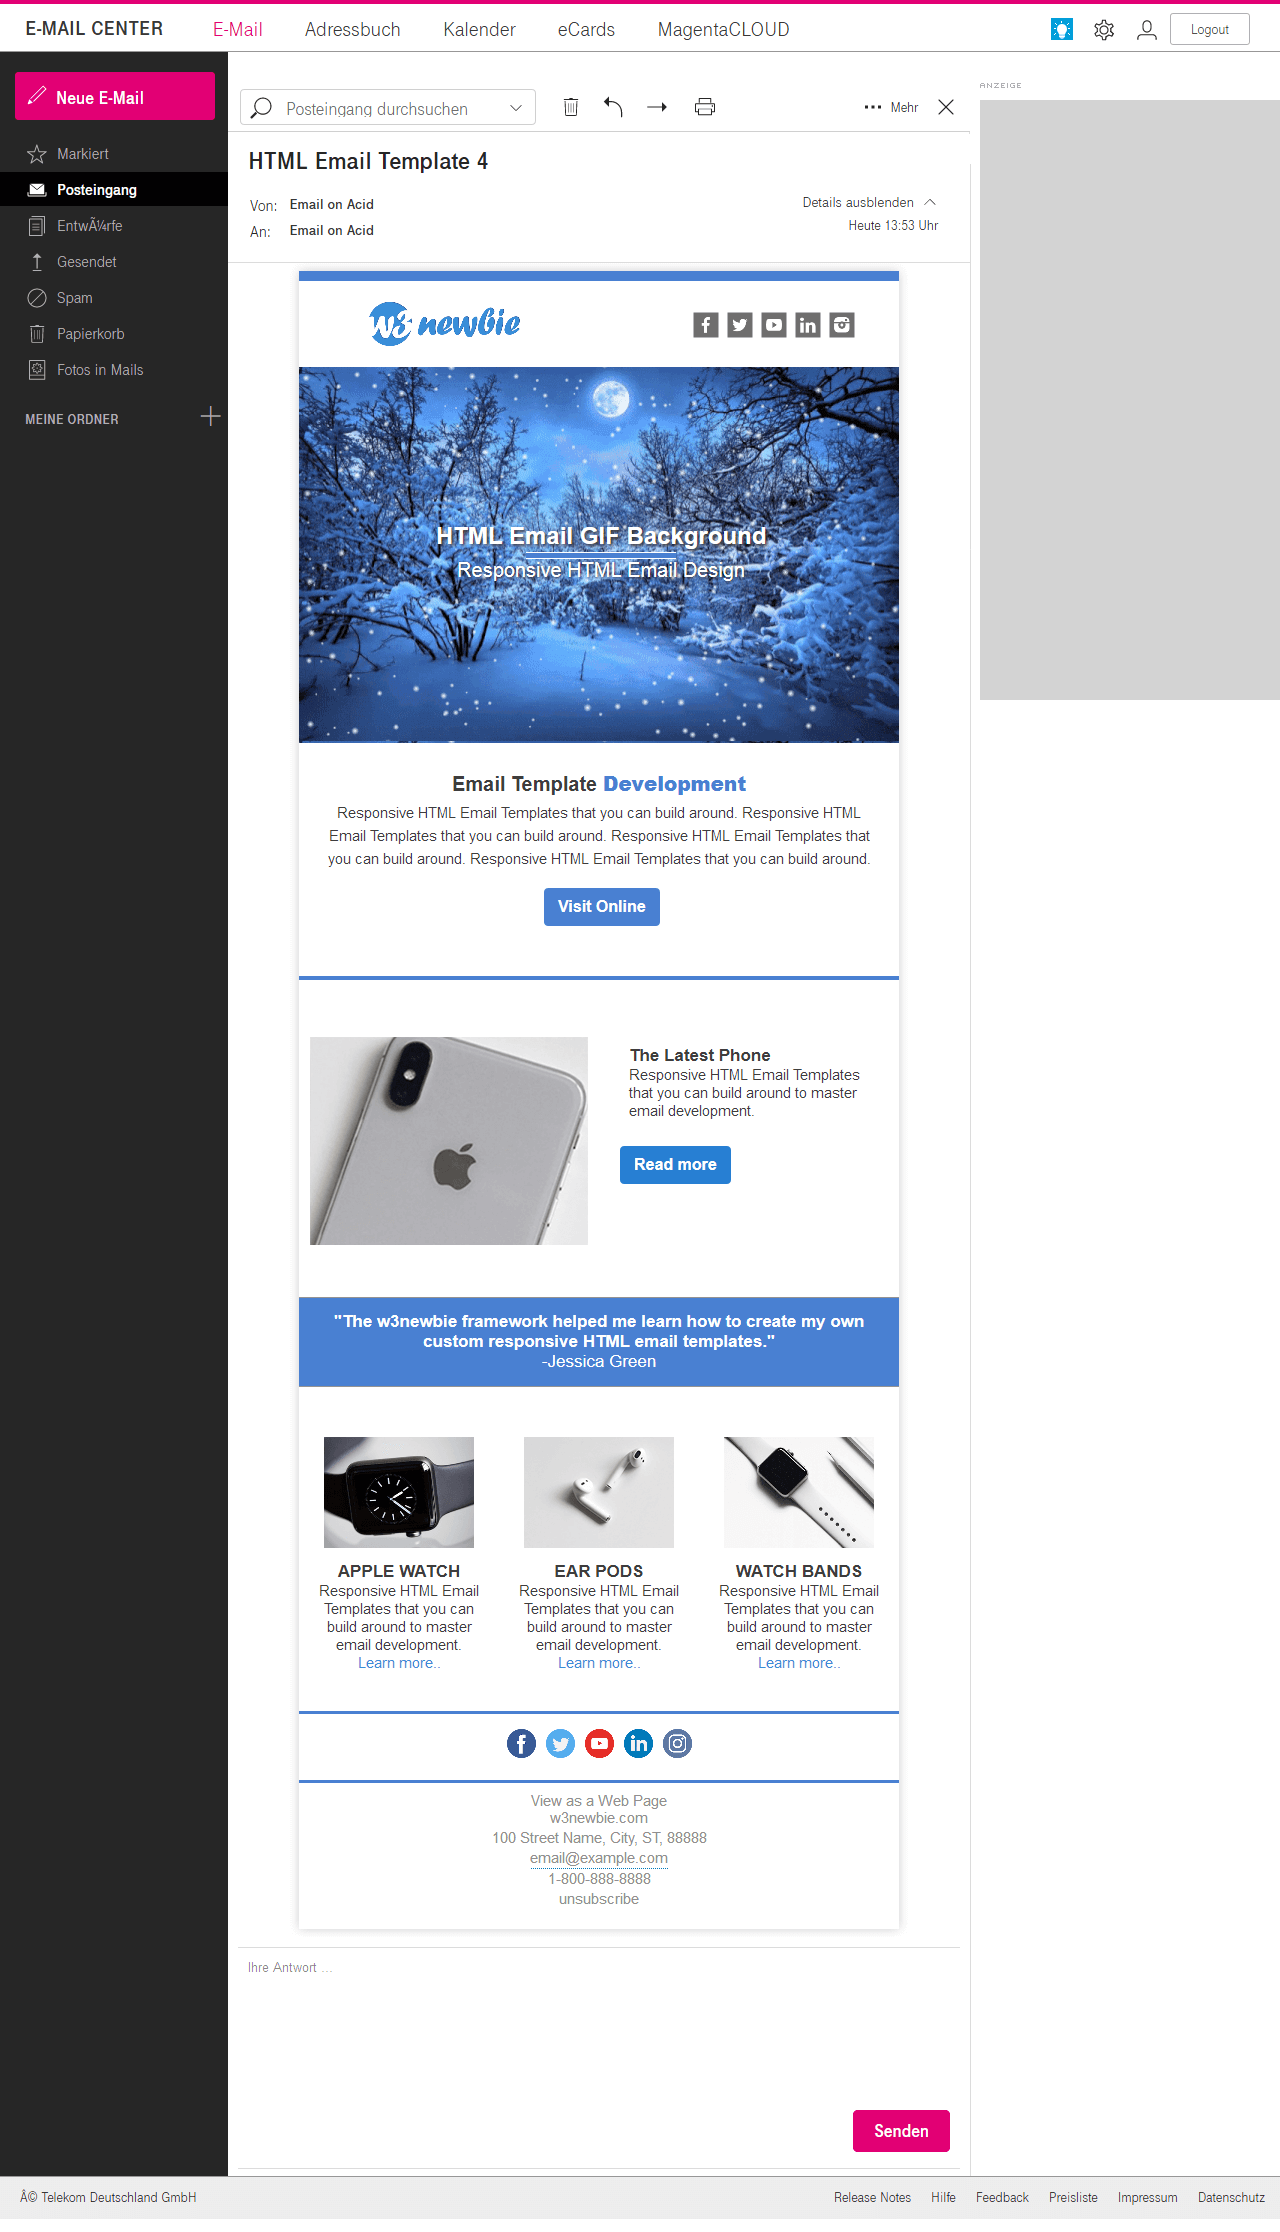 E-MAIL CENTER
E-Mail
Adressbuch
Kalender
eCards
MagentaCLOUD
Logout
Neue E-Mail
Markiert
Posteingang
EntwÃ¼rfe
Gesendet
Spam
Papierkorb
Fotos in Mails
MEINE ORDNER
Posteingang durchsuchen
Mehr
ANZEIGE
HTML Email Template 4
Von: Email on Acid
Details ausblenden
An: Email on Acid
Heute 13:53 Uhr
w3 newbie
HTML Email GIF Background
Responsive HTML Email Design
Email Template Development
Responsive HTML Email Templates that you can build around. Responsive HTML
Email Templates that you can build around. Responsive HTML Email Templates that
you can build around. Responsive HTML Email Templates that you can build around.
Visit Online
The Latest Phone
Responsive HTML Email Templates
that you can build around to master
email development.
Read more
"The w3newbie framework helped me learn how to create my own
custom responsive HTML email templates."
-Jessica Green
APPLE WATCH
Responsive HTML Email
Templates that you can
build around to master
email development.
Learn more..
EAR PODS
Responsive HTML Email
Templates that you can
build around to master
email development.
Learn more..
WATCH BANDS
Responsive HTML Email
Templates that you can
build around to master
email development.
Learn more..
View as a Web Page
w3newbie.com
100 Street Name, City, ST, 88888
email@example.com
1-800-888-8888
unsubscribe
Ihre Antwort ...
Senden
Â© Telekom Deutschland GmbH
Release Notes
Hilfe
Feedback
Preisliste
Impressum
Datenschutz